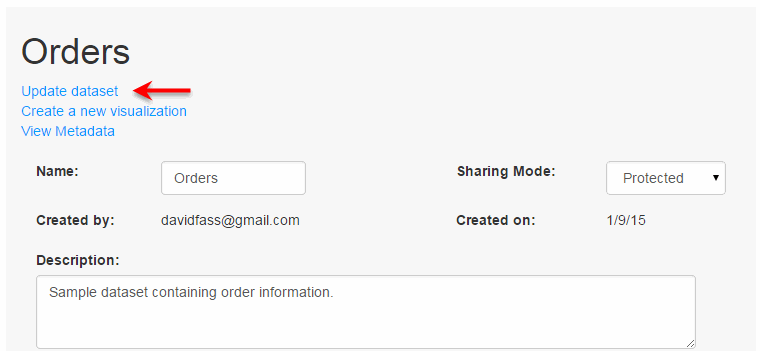 Orders
Update dataset
Create a new visualization
View Metadata
Name: Orders Sharing Mode: Protected
Created by: davidfass@gmail.com Created on: 1/9/15
Description:
Sample dataset containing order information.